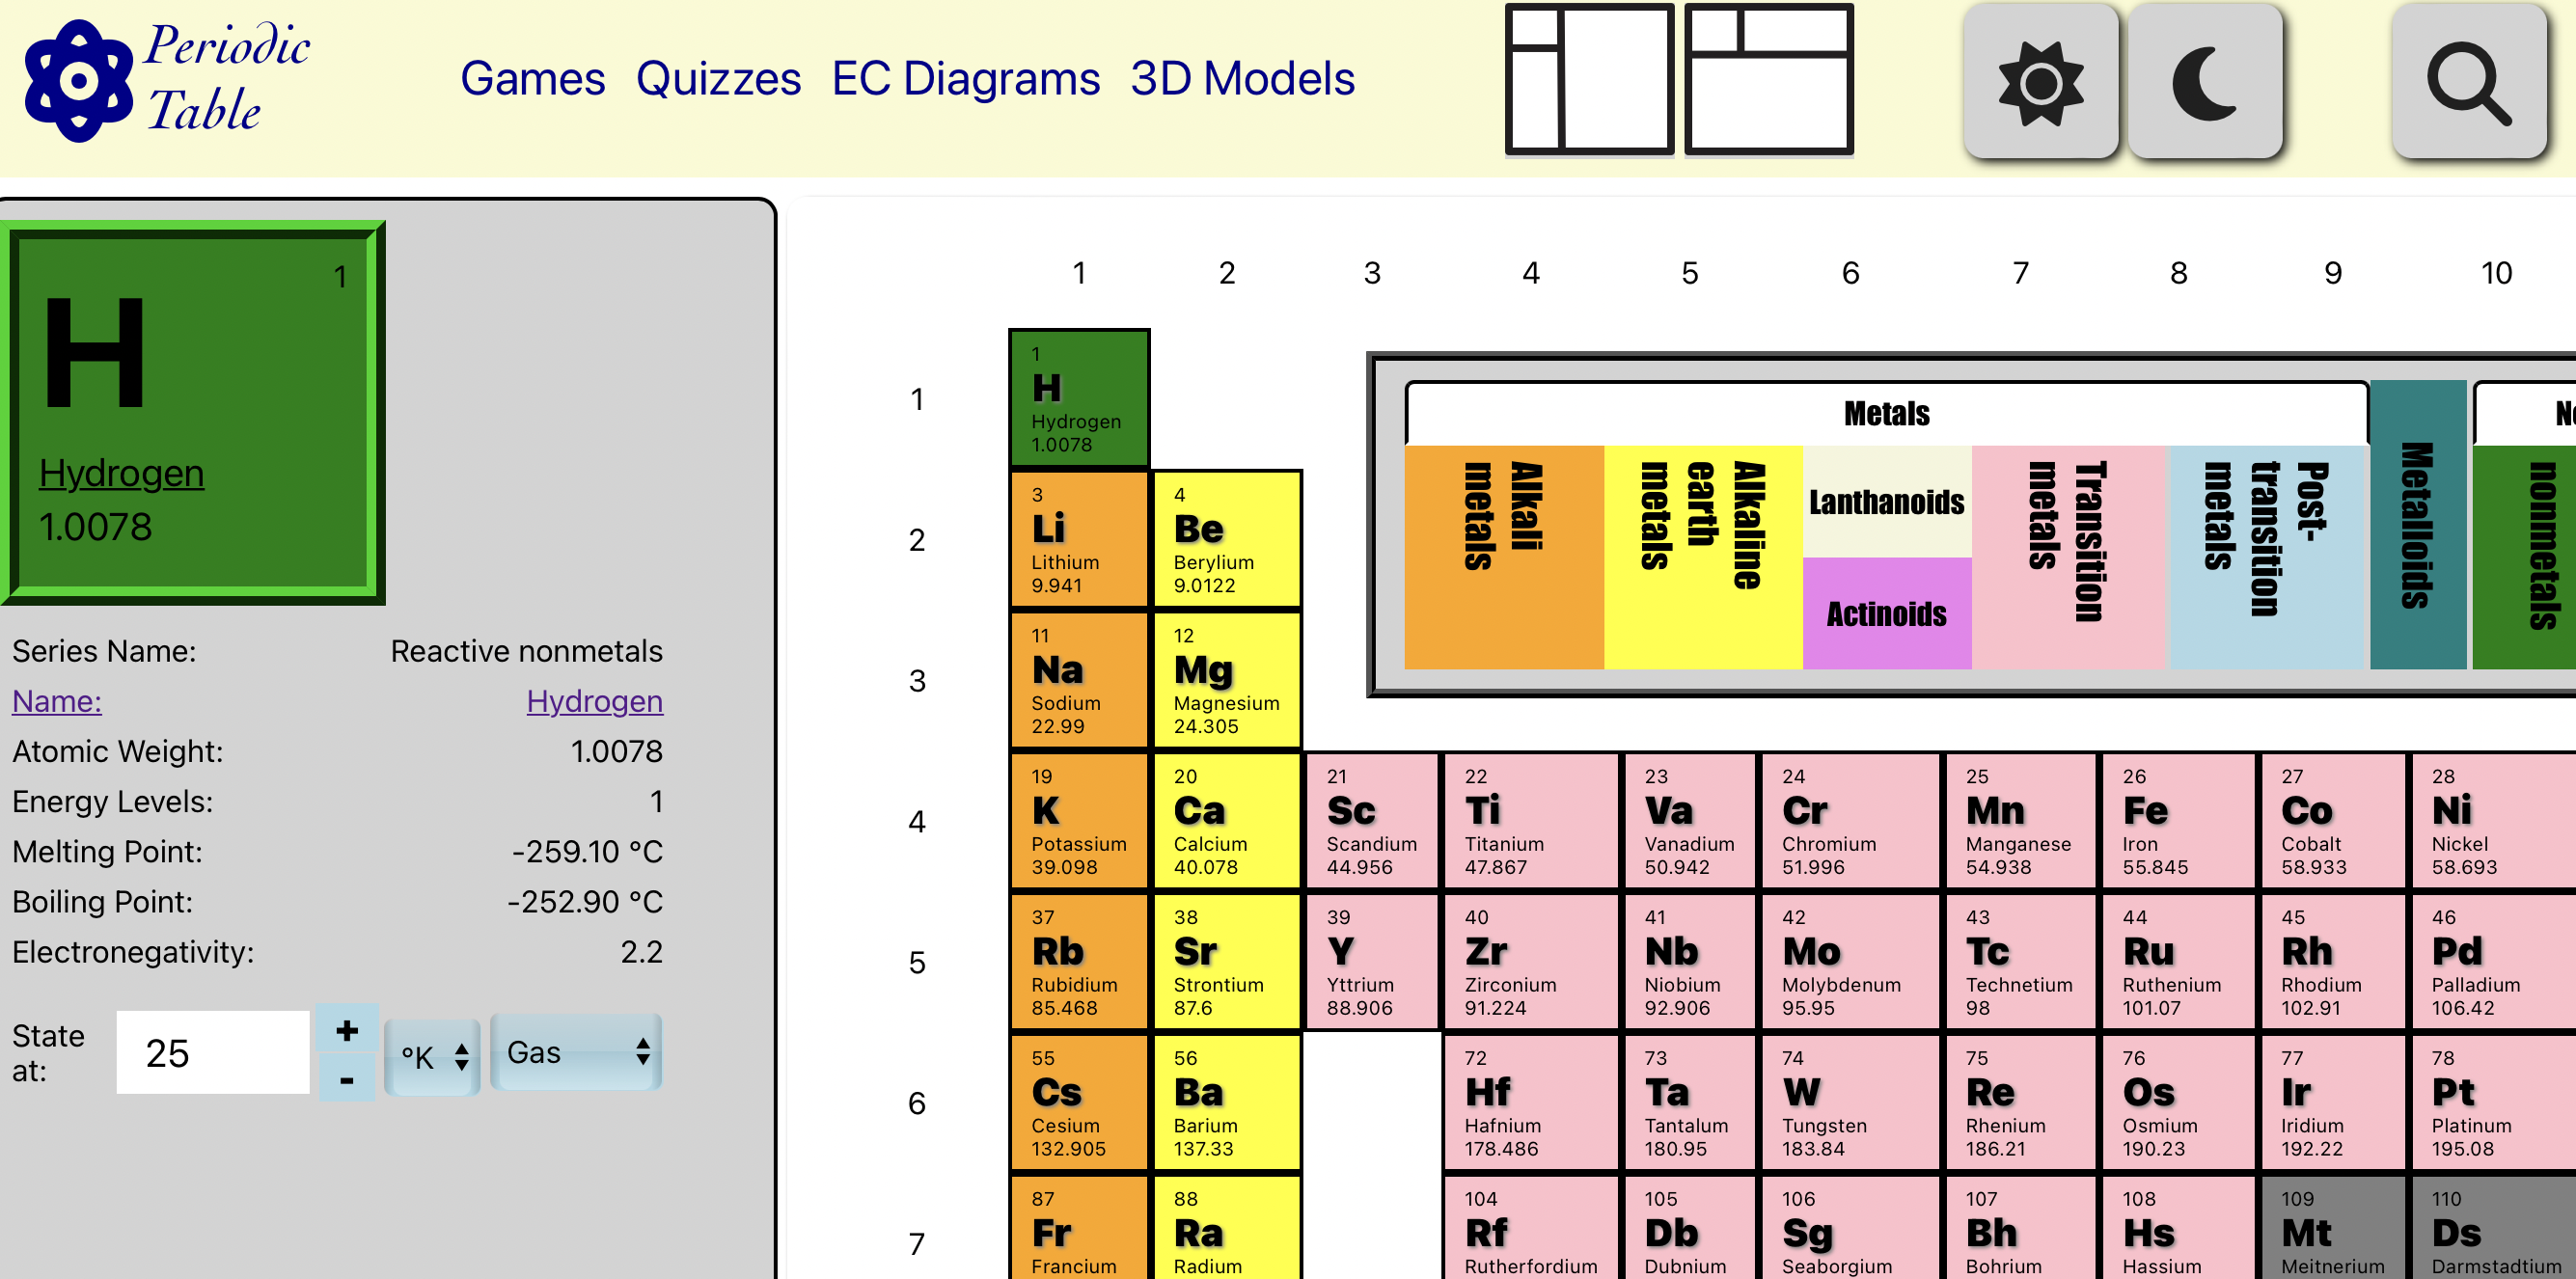 Periodic
Table
Games Quizzes EC Diagrams 3D Models
1
H
Hydrogen
1.0078
Series Name: Reactive nonmetals
Name: Hydrogen
Atomic Weight: 1.0078
Energy Levels: 1
Melting Point: -259.10 °C
Boiling Point: -252.90 °C
Electronegativity: 2.2
State at: 25 + - °K Gas
1 2 3 4 5 6 7 8 9 10
Metals
Alkali metals
Alkaline earth metals
Lanthanoids
Actinoids
Transition metals
Post-transition metals
Metalloids
nonmetals
1
1
H
Hydrogen
1.0078
2
3 4
Li Be
Lithium Berylium
9.941 9.0122
3
11 12
Na Mg
Sodium Magnesium
22.99 24.305
4
19 20 21 22 23 24 25 26 27 28
K Ca Sc Ti Va Cr Mn Fe Co Ni
Potassium Calcium Scandium Titanium Vanadium Chromium Manganese Iron Cobalt Nickel
39.098 40.078 44.956 47.867 50.942 51.996 54.938 55.845 58.933 58.693
5
37 38 39 40 41 42 43 44 45 46
Rb Sr Y Zr Nb Mo Tc Ru Rh Pd
Rubidium Strontium Yttrium Zirconium Niobium Molybdenum Technetium Ruthenium Rhodium Palladium
85.468 87.6 88.906 91.224 92.906 95.95 98 101.07 102.91 106.42
6
55 56 72 73 74 75 76 77 78
Cs Ba Hf Ta W Re Os Ir Pt
Cesium Barium Hafnium Tantalum Tungsten Rhenium Osmium Iridium Platinum
132.905 137.33 178.486 180.95 183.84 186.21 190.23 192.22 195.08
7
87 88 104 105 106 107 108 109 110
Fr Ra Rf Db Sg Bh Hs Mt Ds
Francium Radium Rutherfordium Dubnium Seaborgium Bohrium Hassium Meitnerium Darmstadtium